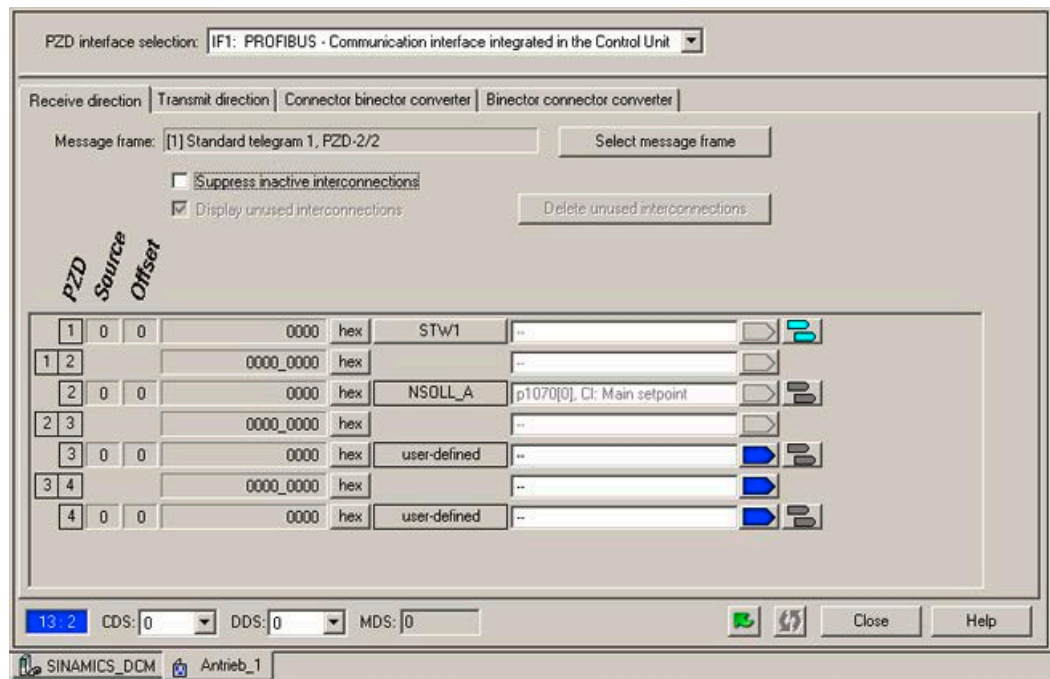 PZD interface selection: IF1: PROFIBUS - Communication interface integrated in the Control Unit
Receive direction Transmit direction Connector binector converter Binector connector converter
Message frame: [1] Standard telegram 1, PZD-2/2 Select message frame
Suppress inactive interconnections
Display unused interconnections Delete unused interconnections
PZD Source Offset
1 0 0 0000 hex STW1 --
1 2 0000_0000 hex --
2 0 0 0000 hex NSOLL_A p1070[0], CI: Main setpoint
2 3 0000_0000 hex --
3 0 0 0000 hex user-defined --
3 4 0000_0000 hex --
4 0 0 0000 hex user-defined --
13 : 2 CDS: 0 DDS: 0 MDS: 0 Close Help
SINAMICS_DCM Antrieb_1